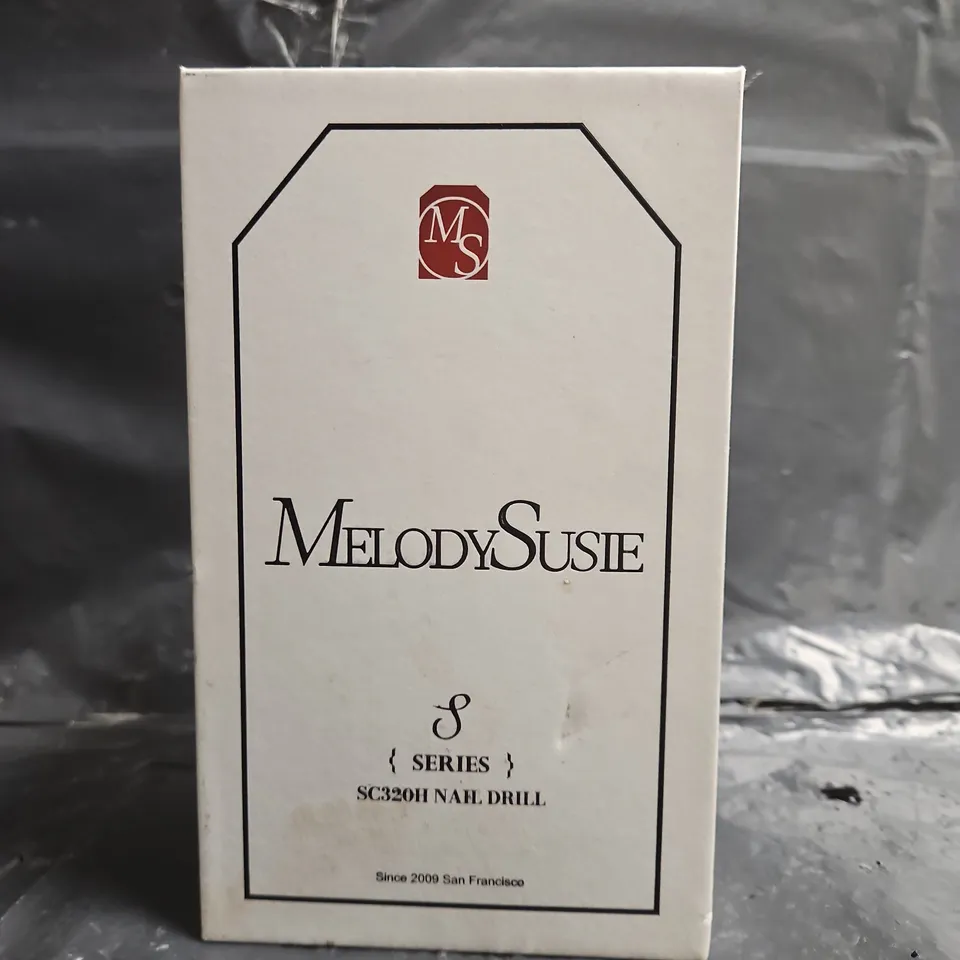 MS
MELODYSUSIE
S
{ SERIES }
SC320H NAIL DRILL
Since 2009 San Francisco